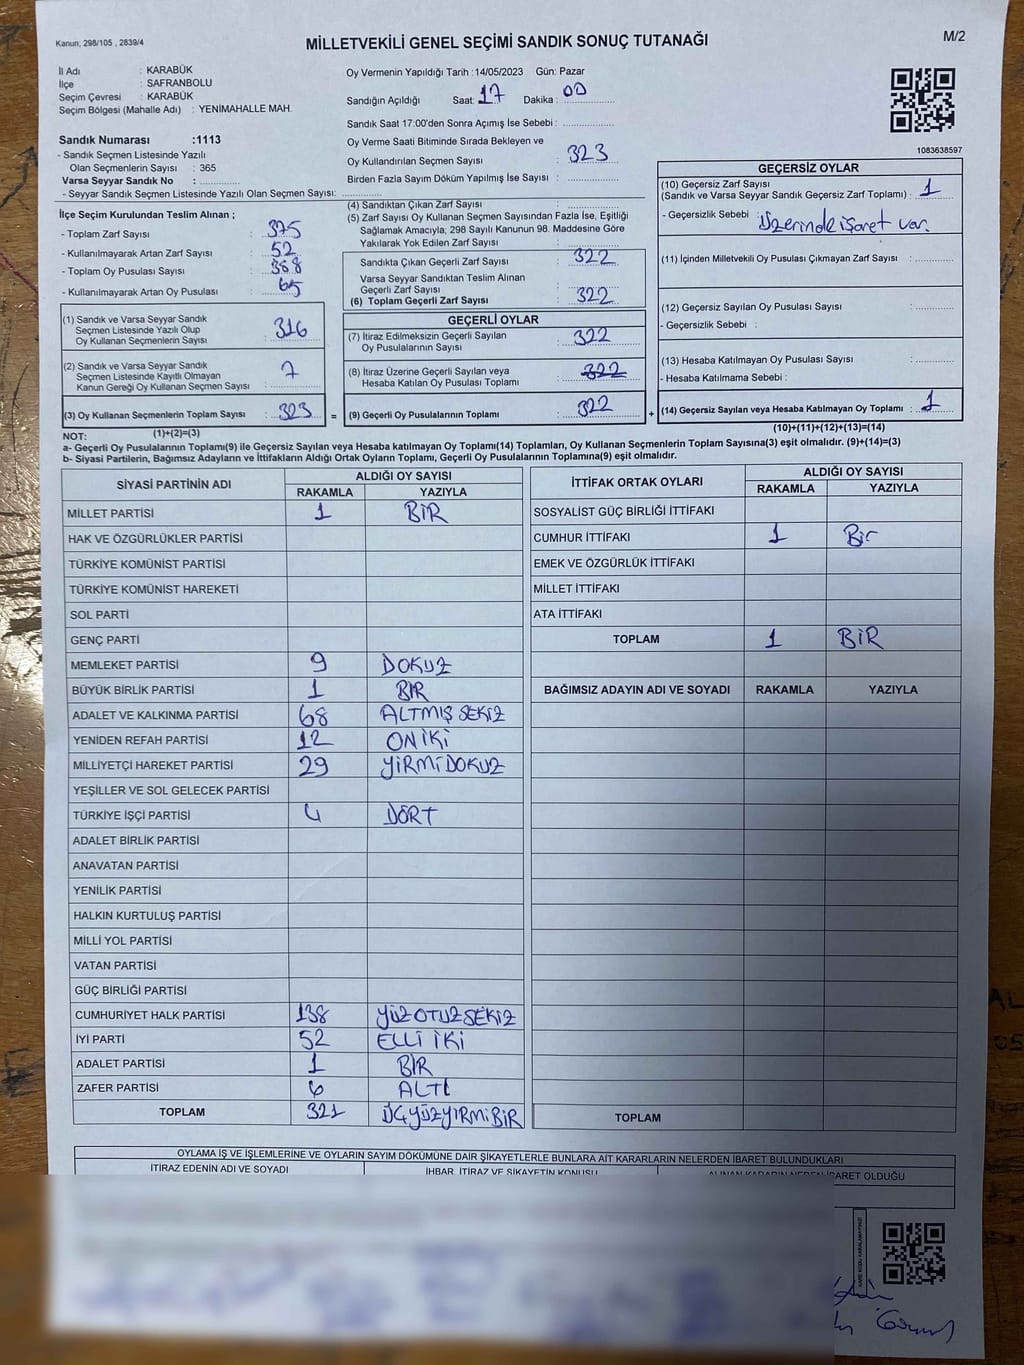 Kanun; 298/105 , 2839/4
MİLLETVEKİLİ GENEL SEÇİMİ SANDIK SONUÇ TUTANAĞI
M/2
İl Adı : KARABÜK
İlçe : SAFRANBOLU
Seçim Çevresi : KARABÜK
Seçim Bölgesi (Mahalle Adı) : YENİMAHALLE MAH.
Sandık Numarası :1113
- Sandık Seçmen Listesinde Yazılı
Olan Seçmenlerin Sayısı : 365
Varsa Seyyar Sandık No :
- Seyyar Sandık Seçmen Listesinde Yazılı Olan Seçmen Sayısı:
İlçe Seçim Kurulundan Teslim Alınan ;
- Toplam Zarf Sayısı : 375
- Kullanılmayarak Artan Zarf Sayısı : 52
- Toplam Oy Pusulası Sayısı : 388
- Kullanılmayarak Artan Oy Pusulası : 65
(1) Sandık ve Varsa Seyyar Sandık
Seçmen Listesinde Yazılı Olup
Oy Kullanan Seçmenlerin Sayısı : 316
(2) Sandık ve Varsa Seyyar Sandık
Seçmen Listesinde Kayıtlı Olmayan
Kanun Gereği Oy Kullanan Seçmen Sayısı : 7
(3) Oy Kullanan Seçmenlerin Toplam Sayısı : 323 =
(1)+(2)=(3)
Oy Vermenin Yapıldığı Tarih :14/05/2023 Gün: Pazar
Sandığın Açıldığı Saat: 17 Dakika : 00
Sandık Saat 17:00'den Sonra Açımış İse Sebebi :
Oy Verme Saati Bitiminde Sırada Bekleyen ve
Oy Kullandırılan Seçmen Sayısı : 323
Birden Fazla Sayım Döküm Yapılmış İse Sayısı :
(4) Sandıktan Çıkan Zarf Sayısı :
(5) Zarf Sayısı Oy Kullanan Seçmen Sayısından Fazla İse, Eşitliği
Sağlamak Amacıyla, 298 Sayılı Kanunun 98. Maddesine Göre
Yakılarak Yok Edilen Zarf Sayısı :
Sandıkta Çıkan Geçerli Zarf Sayısı : 322
Varsa Seyyar Sandıktan Teslim Alınan
Geçerli Zarf Sayısı :
(6) Toplam Geçerli Zarf Sayısı : 322
GEÇERLİ OYLAR
(7) İtiraz Edilmeksizin Geçerli Sayılan
Oy Pusulalarının Sayısı : 322
(8) İtiraz Üzerine Geçerli Sayılan veya
Hesaba Katılan Oy Pusulası Toplamı : 322
(9) Geçerli Oy Pusulalarının Toplamı : 322 +
1083638597
GEÇERSİZ OYLAR
(10) Geçersiz Zarf Sayısı
(Sandık ve Varsa Seyyar Sandık Geçersiz Zarf Toplamı) : 1
- Geçersizlik Sebebi : Üzerinde işaret var.
(11) İçinden Milletvekili Oy Pusulası Çıkmayan Zarf Sayısı :
(12) Geçersiz Sayılan Oy Pusulası Sayısı :
- Geçersizlik Sebebi :
(13) Hesaba Katılmayan Oy Pusulası Sayısı :
- Hesaba Katılmama Sebebi :
(14) Geçersiz Sayılan veya Hesaba Katılmayan Oy Toplamı : 1
(10)+(11)+(12)+(13)=(14)
NOT:
a- Geçerli Oy Pusulalarının Toplamı(9) ile Geçersiz Sayılan veya Hesaba katılmayan Oy Toplamı(14) Toplamları, Oy Kullanan Seçmenlerin Toplam Sayısına(3) eşit olmalıdır. (9)+(14)=(3)
b- Siyasi Partilerin, Bağımsız Adayların ve İttifakların Aldığı Ortak Oyların Toplamı, Geçerli Oy Pusulalarının Toplamına(9) eşit olmalıdır.
SİYASİ PARTİNİN ADI ALDIĞI OY SAYISI
RAKAMLA YAZIYLA
MİLLET PARTİSİ 1 BİR
HAK VE ÖZGÜRLÜKLER PARTİSİ
TÜRKİYE KOMÜNİST PARTİSİ
TÜRKİYE KOMÜNİST HAREKETİ
SOL PARTİ
GENÇ PARTİ
MEMLEKET PARTİSİ 9 DOKUZ
BÜYÜK BİRLİK PARTİSİ 1 BİR
ADALET VE KALKINMA PARTİSİ 68 ALTMIŞ SEKİZ
YENİDEN REFAH PARTİSİ 12 ON İKİ
MİLLİYETÇİ HAREKET PARTİSİ 29 YİRMİ DOKUZ
YEŞİLLER VE SOL GELECEK PARTİSİ
TÜRKİYE İŞÇİ PARTİSİ 4 DÖRT
ADALET BİRLİK PARTİSİ
ANAVATAN PARTİSİ
YENİLİK PARTİSİ
HALKIN KURTULUŞ PARTİSİ
MİLLİ YOL PARTİSİ
VATAN PARTİSİ
GÜÇ BİRLİĞİ PARTİSİ
CUMHURİYET HALK PARTİSİ 138 YÜZ OTUZ SEKİZ
İYİ PARTİ 52 ELLİ İKİ
ADALET PARTİSİ 1 BİR
ZAFER PARTİSİ 6 ALTI
TOPLAM 321 ÜÇ YÜZ YİRMİ BİR
İTTİFAK ORTAK OYLARI ALDIĞI OY SAYISI
RAKAMLA YAZIYLA
SOSYALİST GÜÇ BİRLİĞİ İTTİFAKI
CUMHUR İTTİFAKI 1 Bir
EMEK VE ÖZGÜRLÜK İTTİFAKI
MİLLET İTTİFAKI
ATA İTTİFAKI
TOPLAM 1 BİR
BAĞIMSIZ ADAYIN ADI VE SOYADI RAKAMLA YAZIYLA
TOPLAM
OYLAMA İŞ VE İŞLEMLERİNE VE OYLARIN SAYIM DÖKÜMÜNE DAİR ŞİKAYETLERLE BUNLARA AİT KARARLARIN NELERDEN İBARET BULUNDUKLARI
İTİRAZ EDENİN ADI VE SOYADI İHBAR, İTİRAZ VE ŞİKAYETİN KONUSU ALINAN KARARIN NEDEN İBARET OLDUĞU